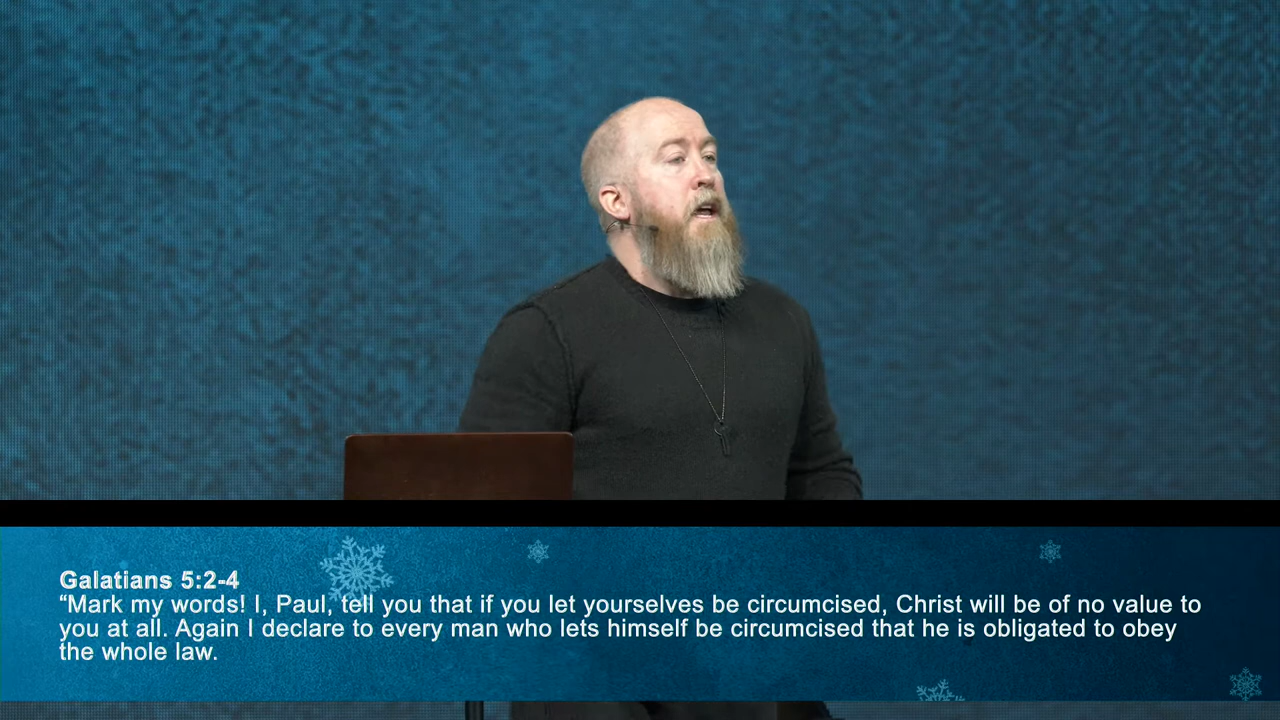 Galatians 5:2-4
“Mark my words! I, Paul, tell you that if you let yourselves be circumcised, Christ will be of no value to
you at all. Again I declare to every man who lets himself be circumcised that he is obligated to obey
the whole law.